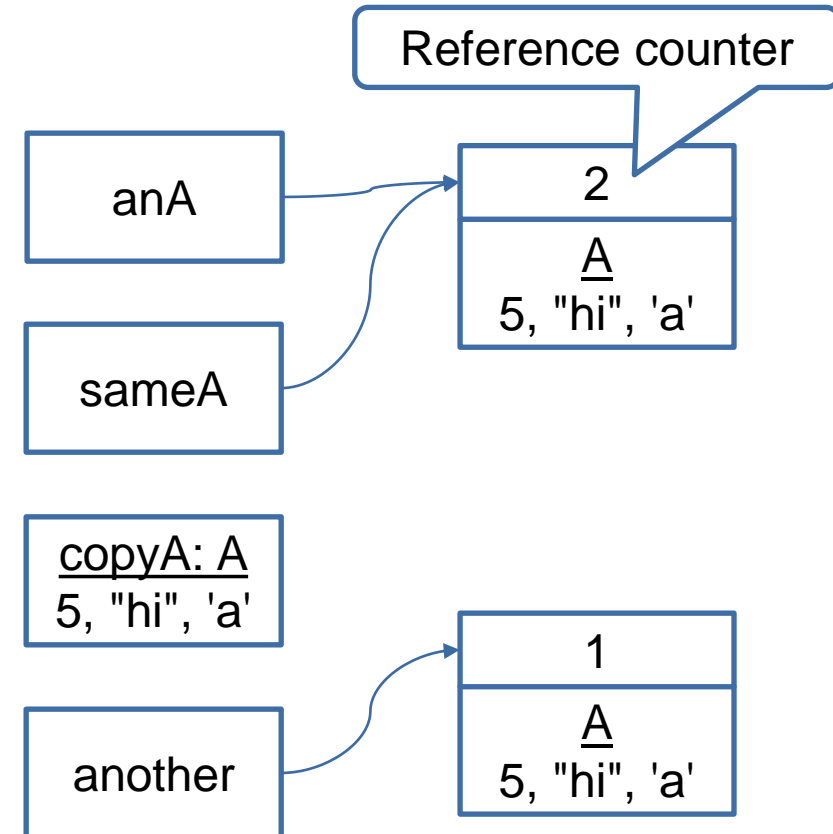 Reference counter
anA
2
A
5, "hi", 'a'
sameA
copyA: A
5, "hi", 'a'
another
1
A
5, "hi", 'a'